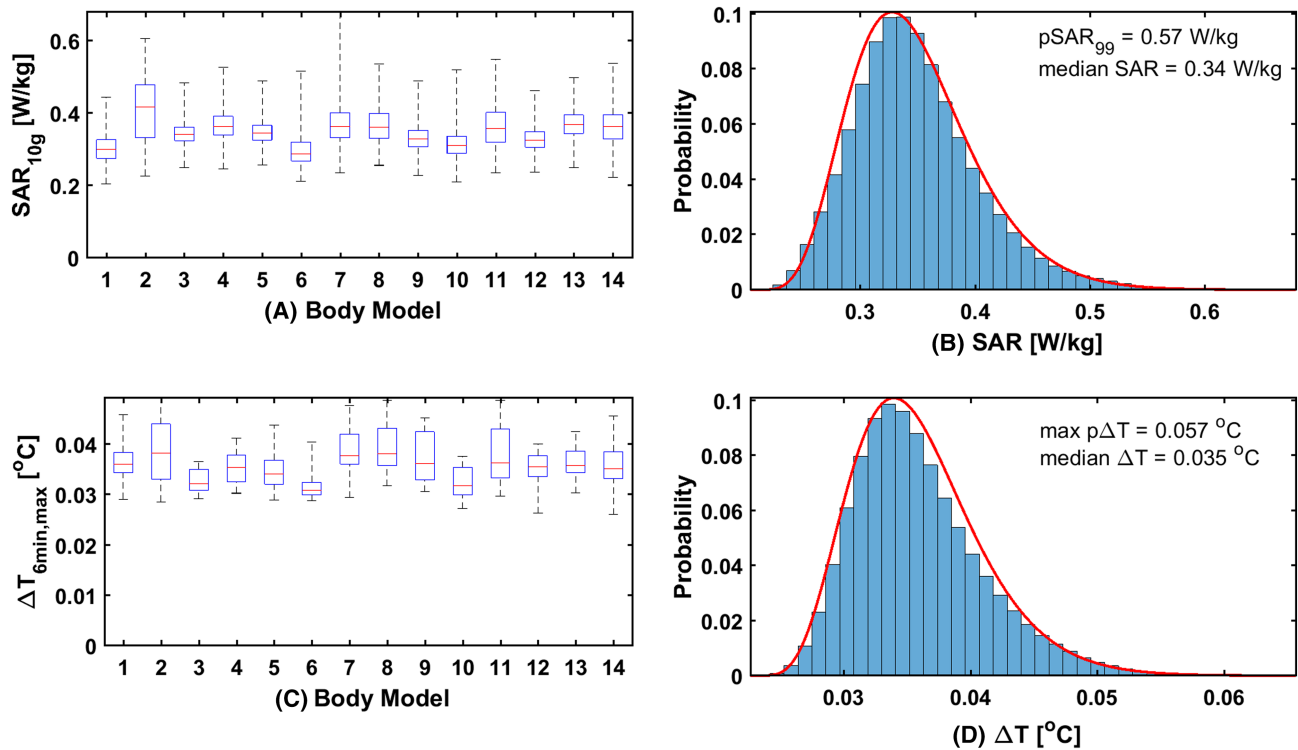 0.6
0.4
0.2
0
SAR10g [W/kg]
1 2 3 4 5 6 7 8 9 10 11 12 13 14
(A) Body Model
0.1
0.08
0.06
0.04
0.02
0
Probability
pSAR99 = 0.57 W/kg
median SAR = 0.34 W/kg
0.3 0.4 0.5 0.6
(B) SAR [W/kg]
0.04
0.03
0.02
0.01
0
ΔT6min,max [oC]
1 2 3 4 5 6 7 8 9 10 11 12 13 14
(C) Body Model
0.1
0.08
0.06
0.04
0.02
0
Probability
max pΔT = 0.057 oC
median ΔT = 0.035 oC
0.03 0.04 0.05 0.06
(D) ΔT [oC]